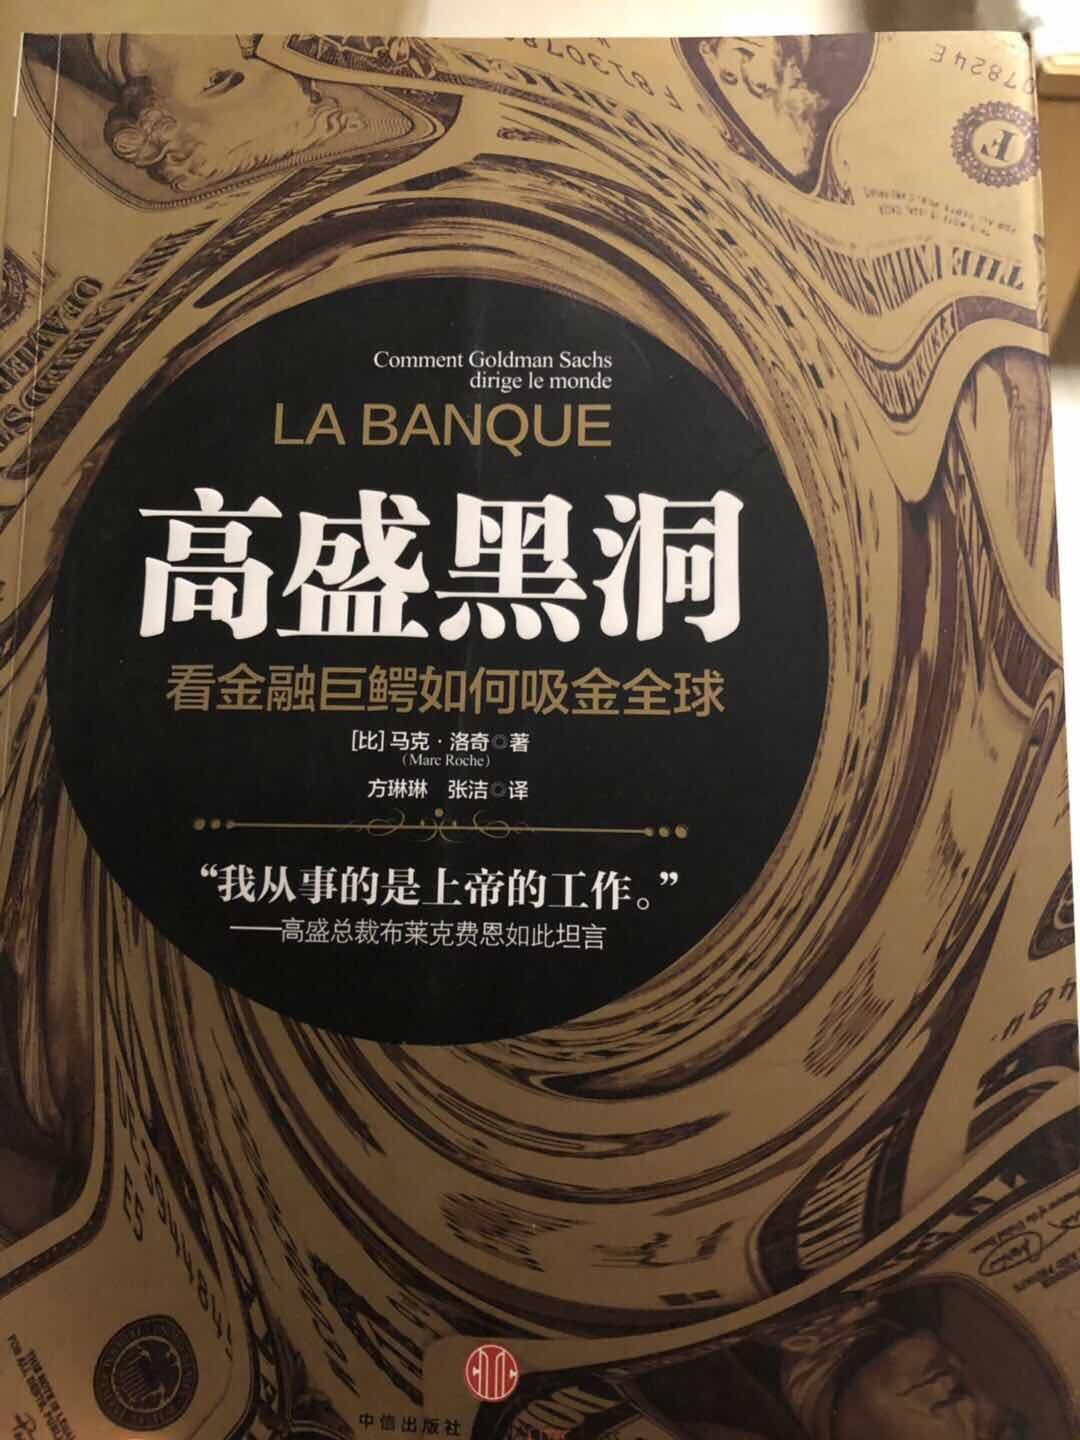 Comment Goldman Sachs
dirige le monde
LA BANQUE
高盛黑洞
看金融巨鳄如何吸金全球
[比] 马克·洛奇◎著
(Marc Roche)
方琳琳 张洁◎译
“我从事的是上帝的工作。”
——高盛总裁布莱克费恩如此坦言
中信出版社